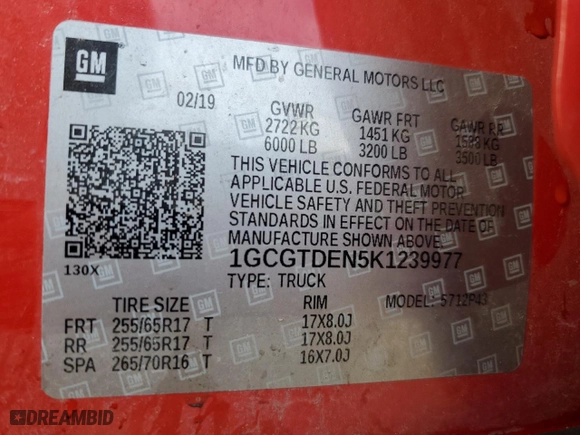 GM
MFD BY GENERAL MOTORS LLC
02/19
GVWR GAWR FRT GAWR RR
2722 KG 1451 KG 1588 KG
6000 LB 3200 LB 3500 LB
THIS VEHICLE CONFORMS TO ALL
APPLICABLE U.S. FEDERAL MOTOR
VEHICLE SAFETY AND THEFT PREVENTION
STANDARDS IN EFFECT ON THE DATE OF
MANUFACTURE SHOWN ABOVE.
1GCGTDEN5K1239977
130X
TYPE: TRUCK
MODEL: 5712P43
TIRE SIZE RIM
FRT 255/65R17 T 17X8.0J
RR 255/65R17 T 17X8.0J
SPA 265/70R16 T 16X7.0J
DREAMBID